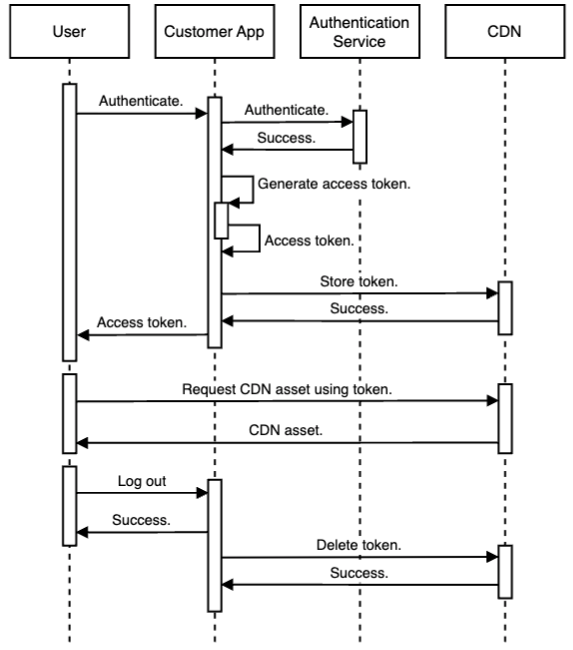 User
Customer App
Authentication
Service
CDN
Authenticate.
Authenticate.
Success.
Generate access token.
Access token.
Store token.
Success.
Access token.
Request CDN asset using token.
CDN asset.
Log out
Success.
Delete token.
Success.